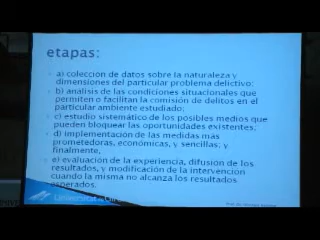 etapas:
a) colección de datos sobre la naturaleza y
dimensiones del particular problema delictivo;
b) análisis de las condiciones situacionales que
permiten o facilitan la comisión de delitos en el
particular ambiente estudiado;
c) estudio sistemático de los posibles medios que
pueden bloquear las oportunidades existentes;
d) implementación de las medidas más
prometedoras, económicas, y sencillas; y
finalmente,
e) evaluación de la experiencia, difusión de los
resultados, y modificación de la intervención
cuando la misma no alcanza los resultados
esperados.